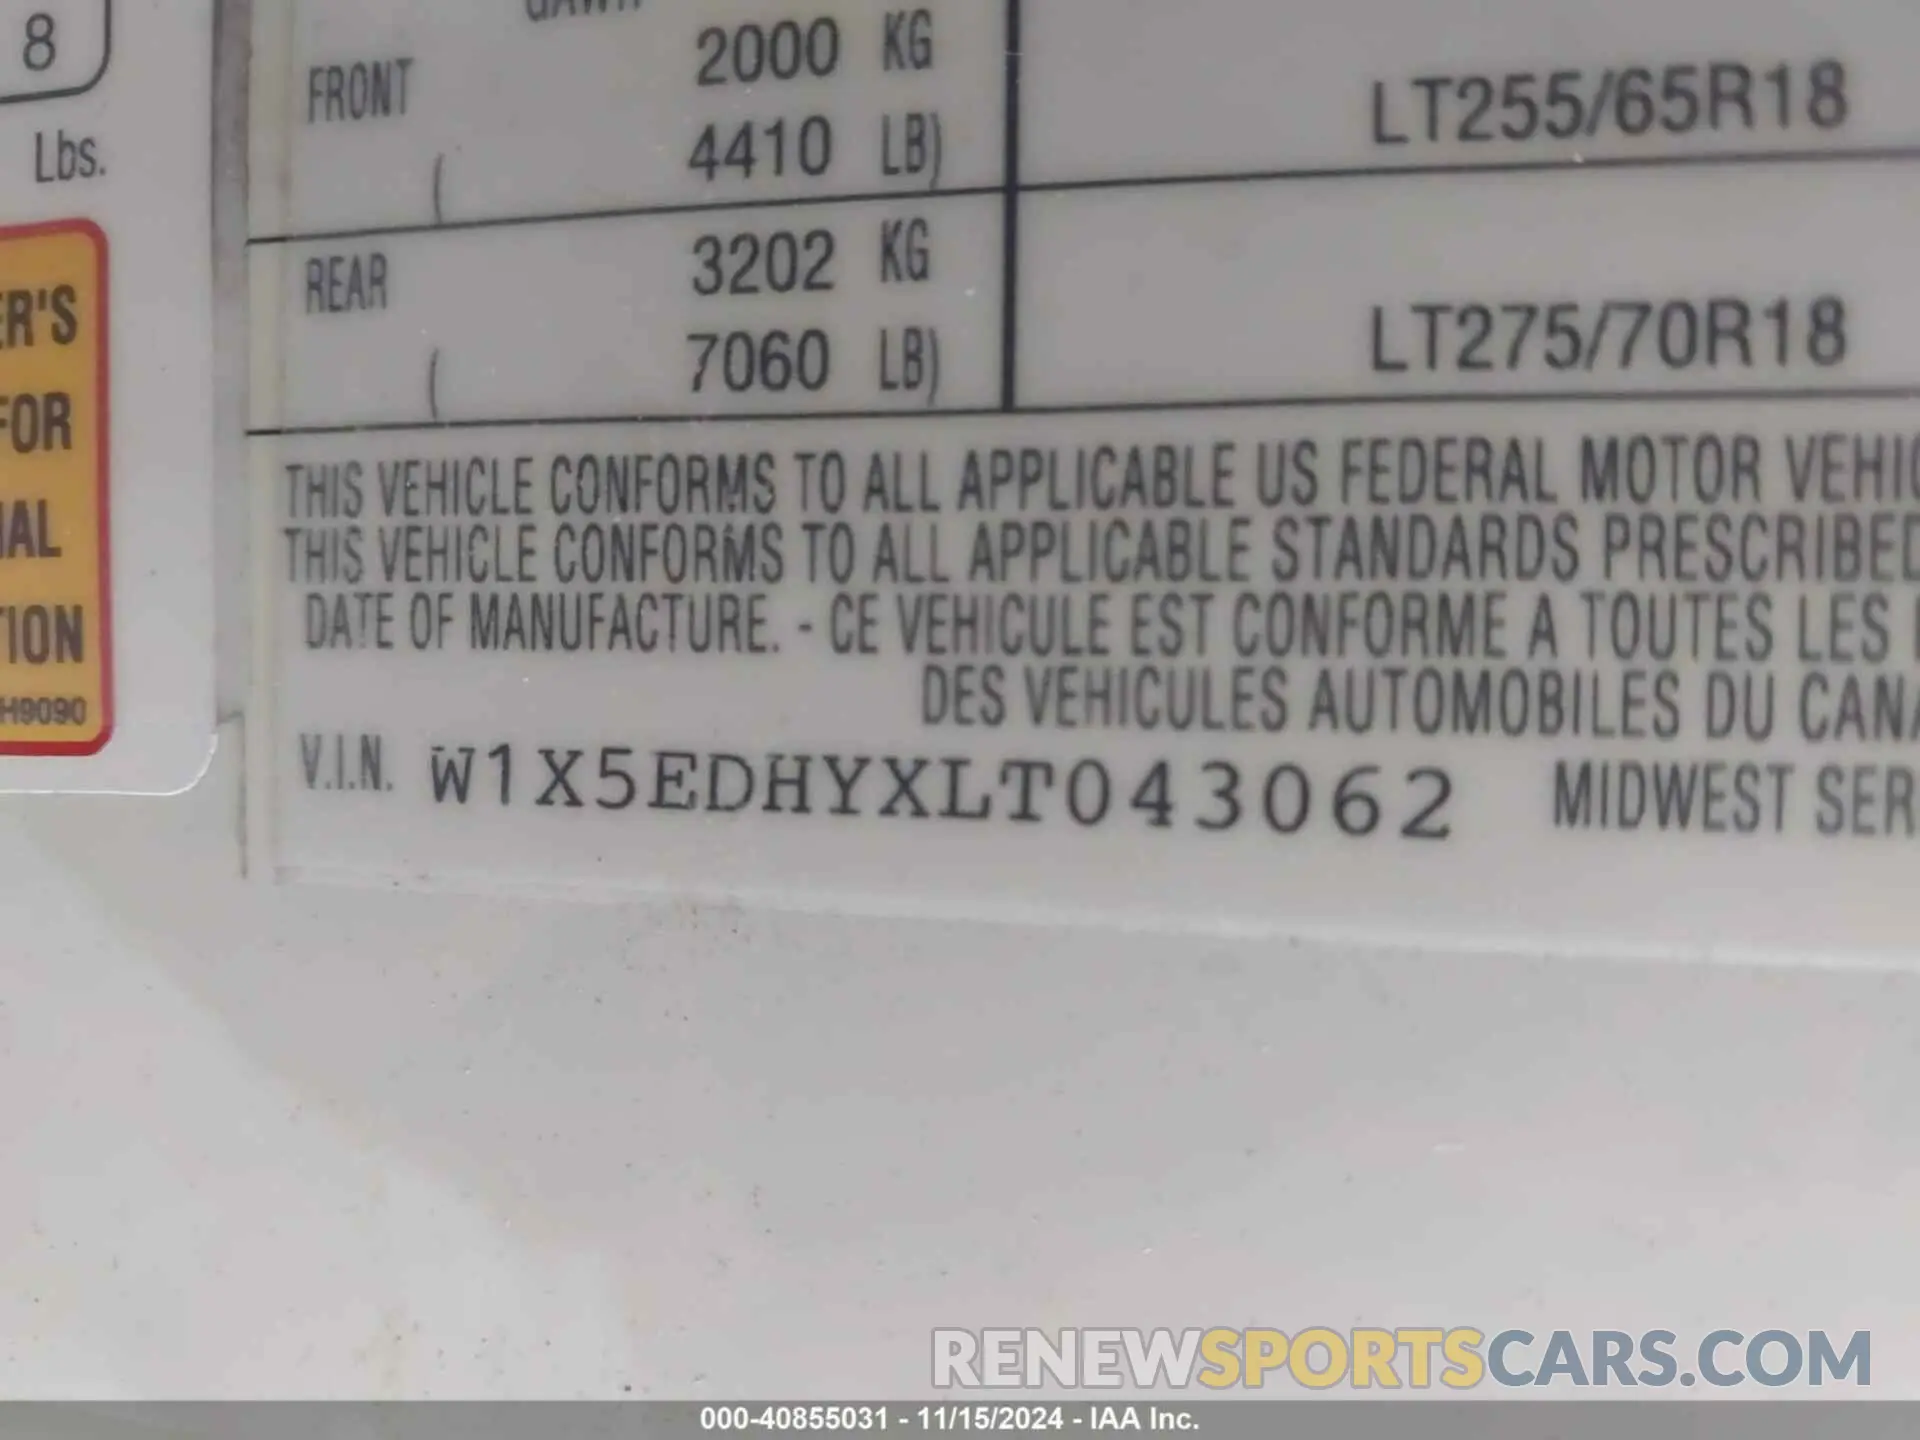 8
Lbs.
ER'S
FOR
TION
H9090
FRONT 2000 KG LT255/65R18
( 4410 LB)
REAR 3202 KG LT275/70R18
( 7060 LB)
THIS VEHICLE CONFORMS TO ALL APPLICABLE US FEDERAL MOTOR VEHIC
THIS VEHICLE CONFORMS TO ALL APPLICABLE STANDARDS PRESCRIBED
DATE OF MANUFACTURE. - CE VEHICULE EST CONFORME A TOUTES LES
DES VEHICULES AUTOMOBILES DU CANA
V.I.N. W1X5EDHYXLT043062 MIDWEST SER
RENEWSPORTSCARS.COM
000-40855031 - 11/15/2024 - IAA Inc.